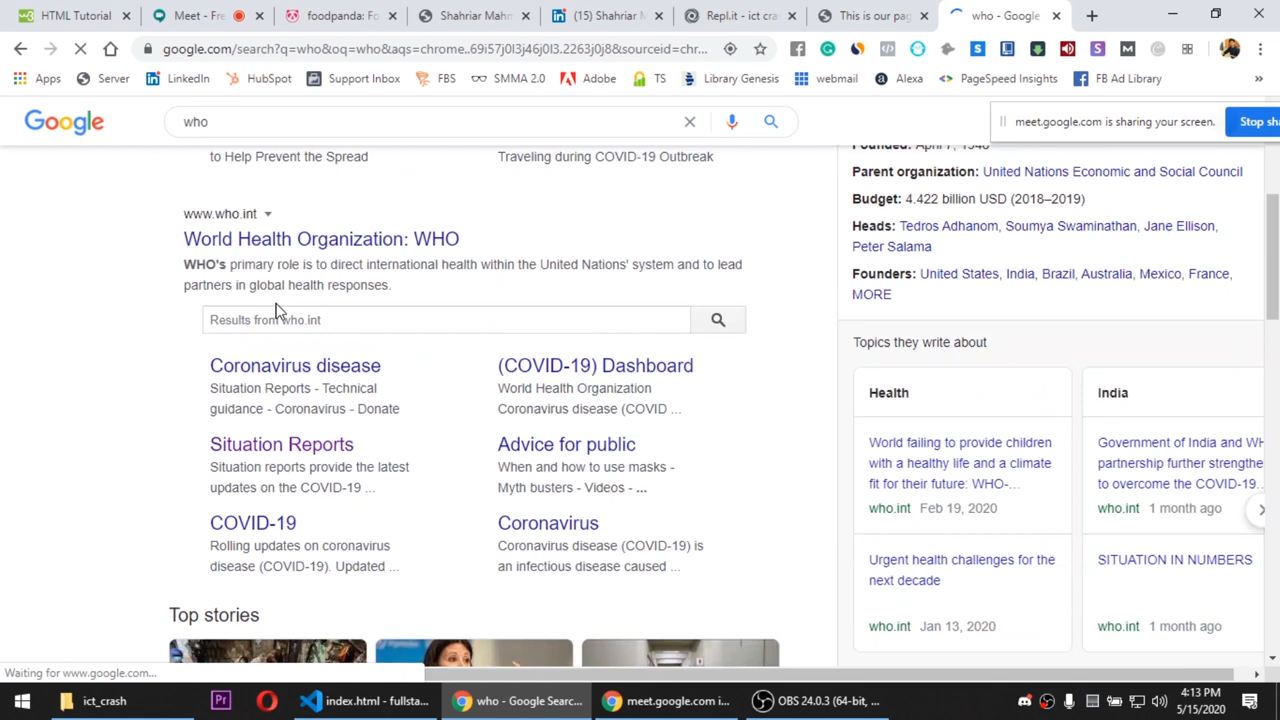 HTML Tutorial
Meet - Fre
foodpanda: Fo
Shahriar Mahm
(15) Shahriar M
Repl.it - ict cra
This is our pag
who - Google
google.com/search?q=who&oq=who&aqs=chrome..69i57j0l3j46j0l3.2263j0j8&sourceid=chr...
Apps
Server
LinkedIn
HubSpot
Support Inbox
FBS
SMMA 2.0
Adobe
TS
Library Genesis
webmail
Alexa
PageSpeed Insights
FB Ad Library
»
Google
who
meet.google.com is sharing your screen.
Stop sha
to Help Prevent the Spread
Traveling during COVID-19 Outbreak
www.who.int
World Health Organization: WHO
WHO's primary role is to direct international health within the United Nations' system and to lead
partners in global health responses.
Results from who.int
Coronavirus disease
Situation Reports - Technical
guidance - Coronavirus - Donate
(COVID-19) Dashboard
World Health Organization
Coronavirus disease (COVID ...
Situation Reports
Situation reports provide the latest
updates on the COVID-19 ...
Advice for public
When and how to use masks -
Myth busters - Videos - ...
COVID-19
Rolling updates on coronavirus
disease (COVID-19). Updated ...
Coronavirus
Coronavirus disease (COVID-19) is
an infectious disease caused ...
Top stories
Founded: April 7, 1948
Parent organization: United Nations Economic and Social Council
Budget: 4.422 billion USD (2018–2019)
Heads: Tedros Adhanom, Soumya Swaminathan, Jane Ellison,
Peter Salama
Founders: United States, India, Brazil, Australia, Mexico, France,
MORE
Topics they write about
Health
World failing to provide children
with a healthy life and a climate
fit for their future: WHO-...
who.int Feb 19, 2020
Urgent health challenges for the
next decade
who.int Jan 13, 2020
India
Government of India and WH
partnership further strengthe
to overcome the COVID-19...
who.int 1 month ago
SITUATION IN NUMBERS
who.int 1 month ago
Waiting for www.google.com...
ict_crash
Pr
index.html - fullsta...
who - Google Searc...
meet.google.com i...
OBS 24.0.3 (64-bit, ...
4:13 PM
5/15/2020